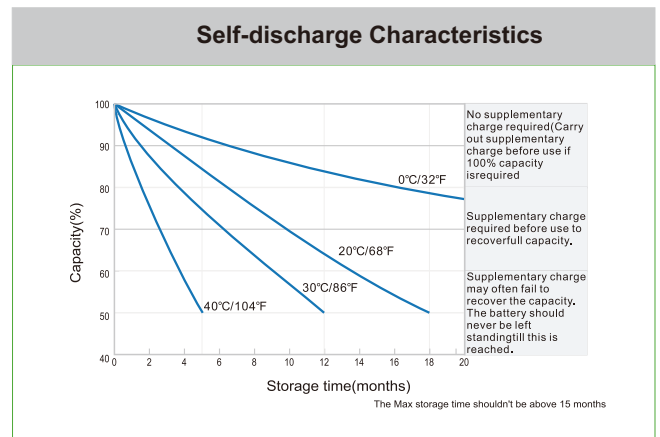 Self-discharge Characteristics
100
90
80
70
60
50
40
Capacity(%)
0℃/32℉
20℃/68℉
30℃/86℉
40℃/104℉
0 2 4 6 8 10 12 14 16 18 20
Storage time(months)
No supplementary
charge required(Carry
out supplementary
charge before use if
100% capacity
isrequired
Supplementary charge
required before use to
recoverfull capacity.
Supplementary charge
may often fail to
recover the capacity.
The battery should
never be left
standingtill this is
reached.
The Max storage time shouldn't be above 15 months